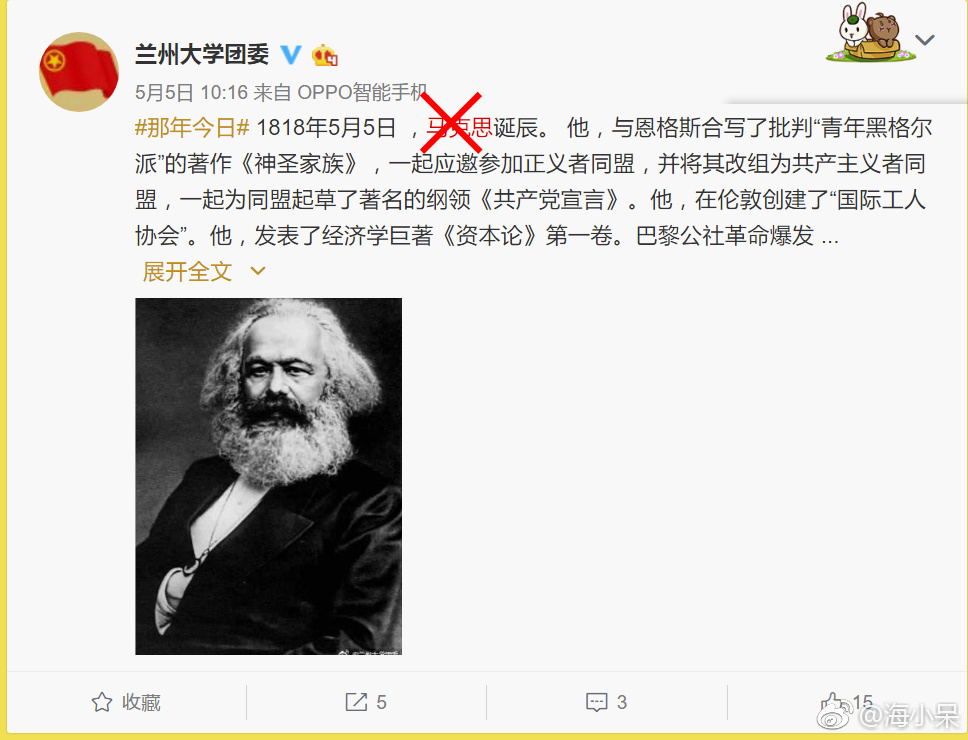 兰州大学团委
5月5日 10:16 来自 OPPO智能手机
#那年今日# 1818年5月5日 ，马克思诞辰。 他，与恩格斯合写了批判“青年黑格尔
派”的著作《神圣家族》，一起应邀参加正义者同盟，并将其改组为共产主义者同
盟，一起为同盟起草了著名的纲领《共产党宣言》。他，在伦敦创建了“国际工人
协会”。他，发表了经济学巨著《资本论》第一卷。巴黎公社革命爆发 ...
展开全文
@兰州大学团委
收藏 5 3 15
@海小呆